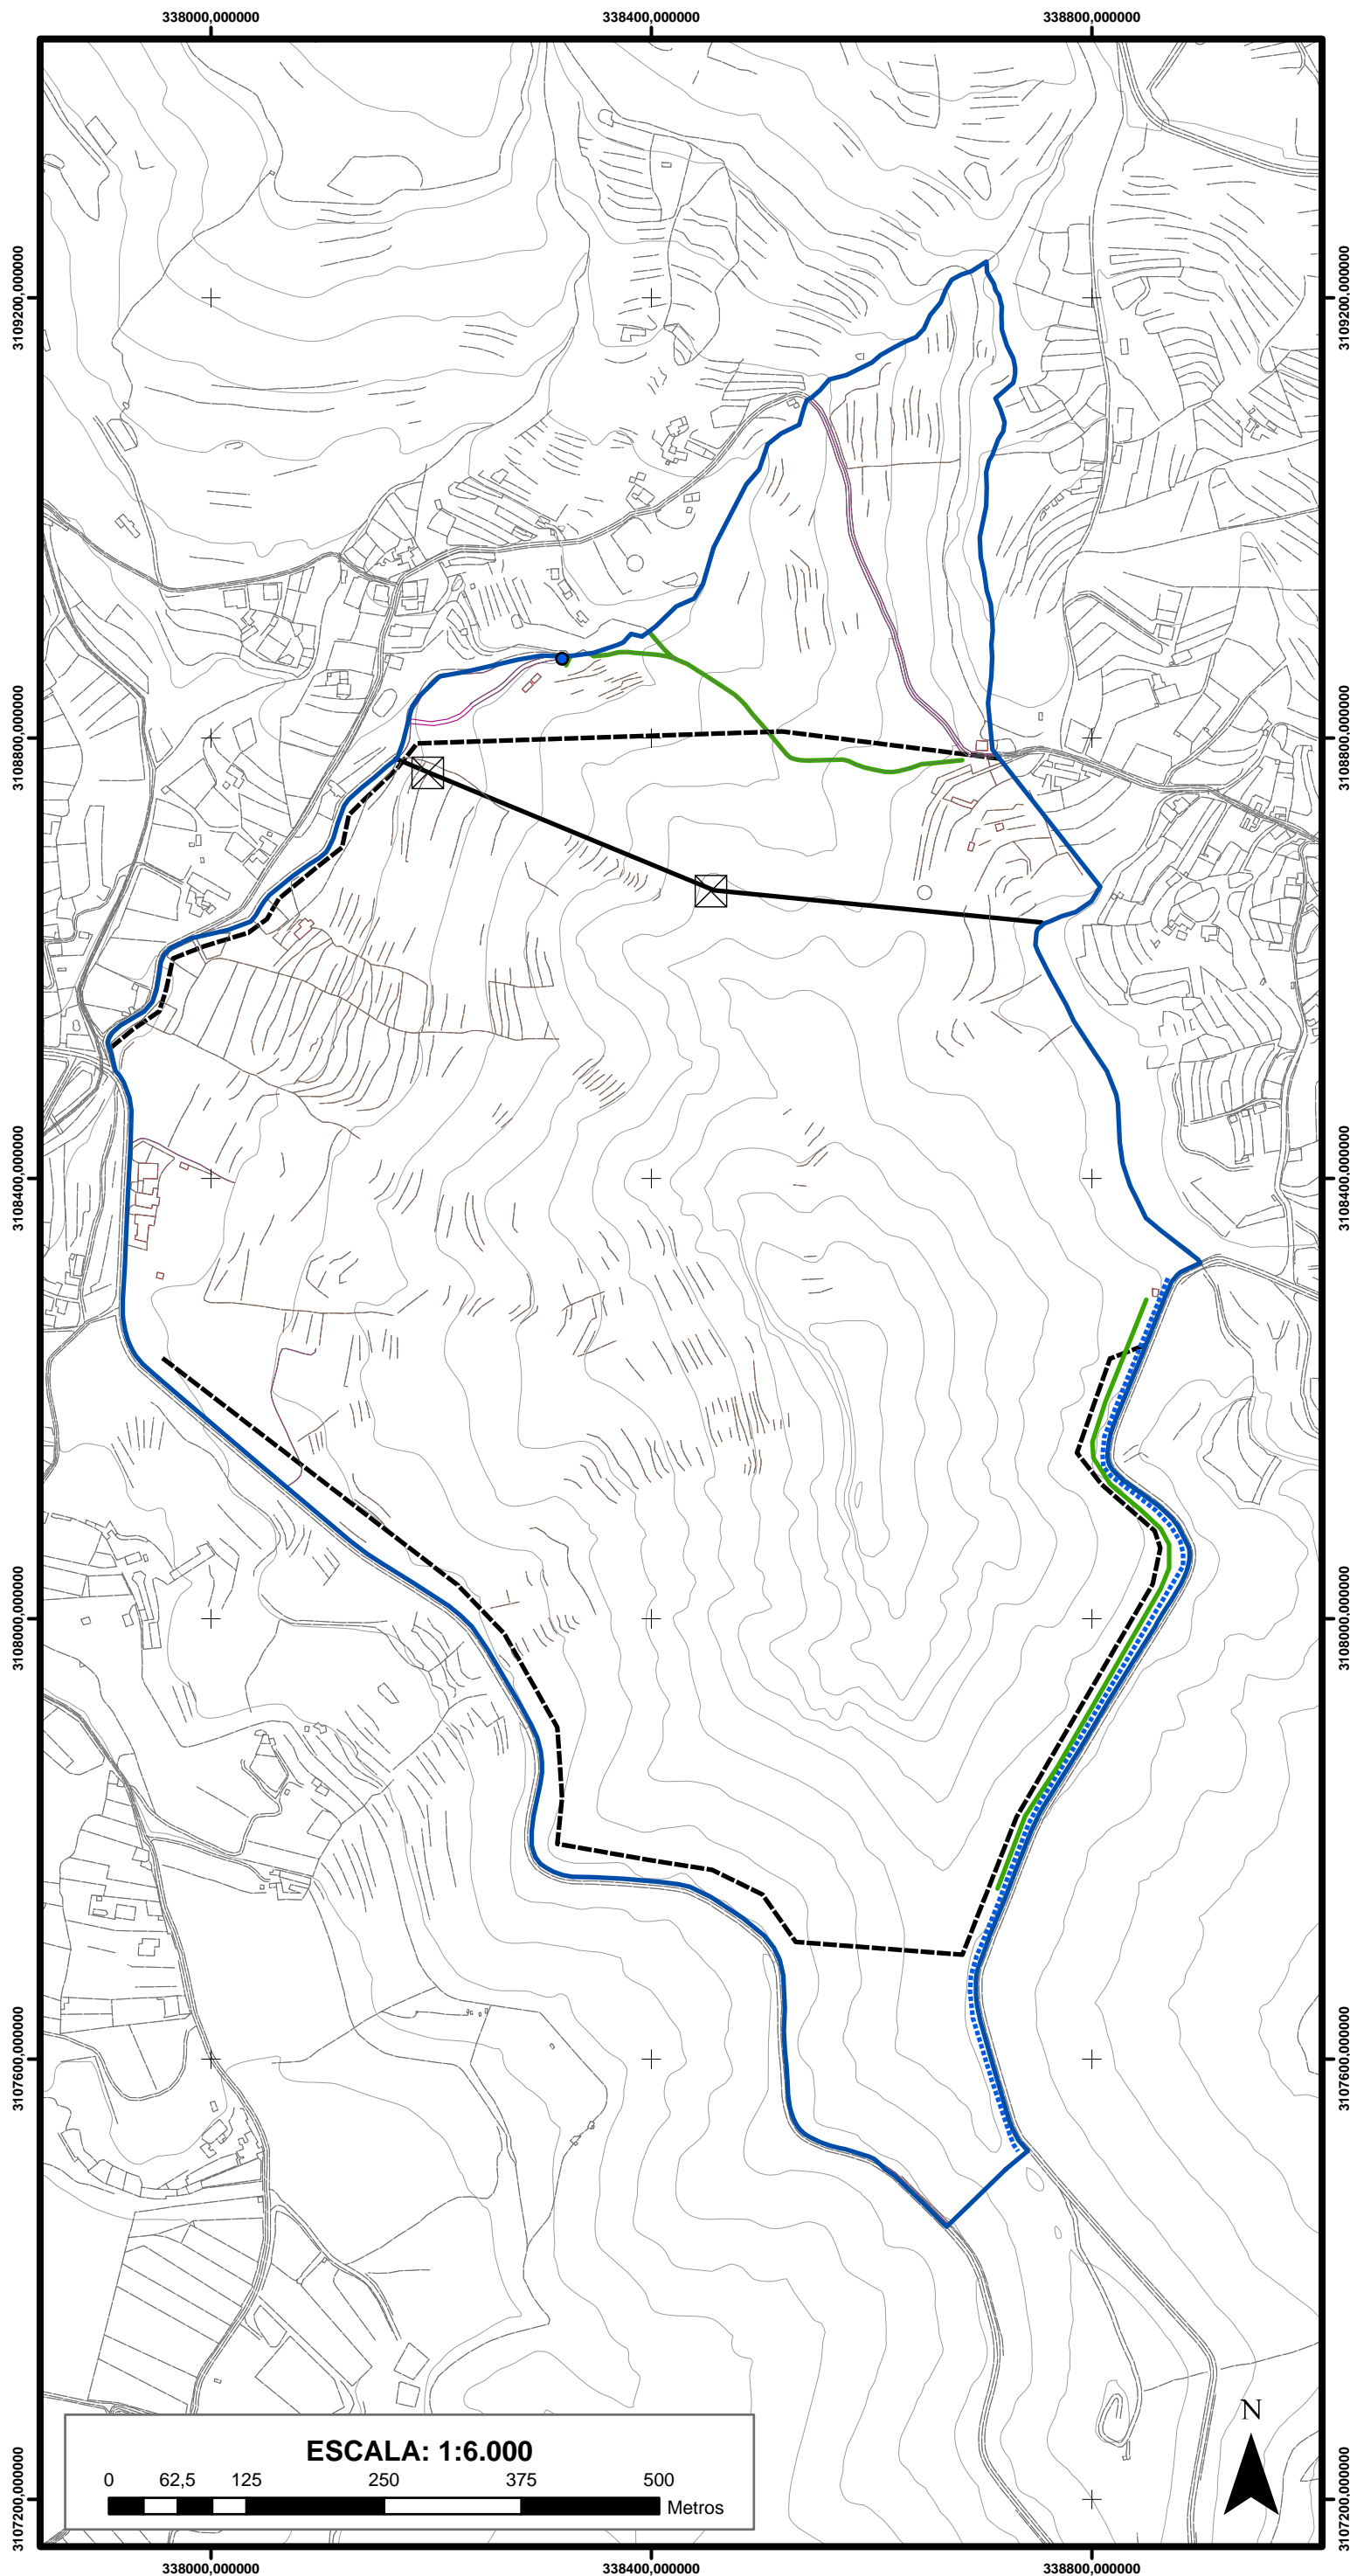 338000,000000 338400,000000 338800,000000
3109200,000000 3109200,000000
3108800,000000 3108800,000000
3108400,000000 3108400,000000
3108000,000000 3108000,000000
3107600,000000 3107600,000000
3107200,000000 3107200,000000
N
ESCALA: 1:6.000
0 62,5 125 250 375 500
Metros
338000,000000 338400,000000 338800,000000